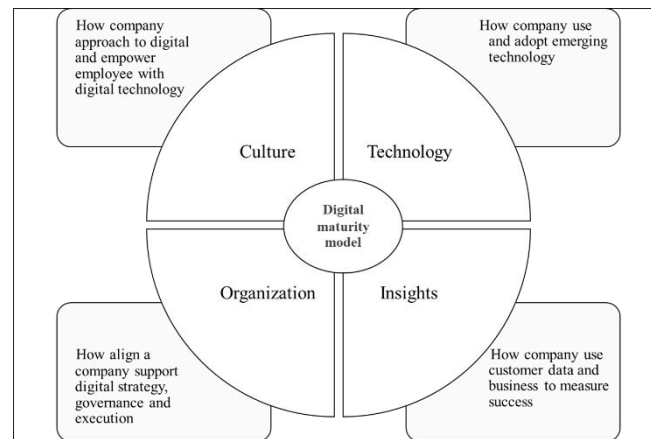 How company
approach to digital
and empower
employee with
digital technology
How company use
and adopt emerging
technology
Culture
Technology
Digital
maturity
model
Organization
Insights
How align a
company support
digital strategy,
governance and
execution
How company use
customer data and
business to measure
success